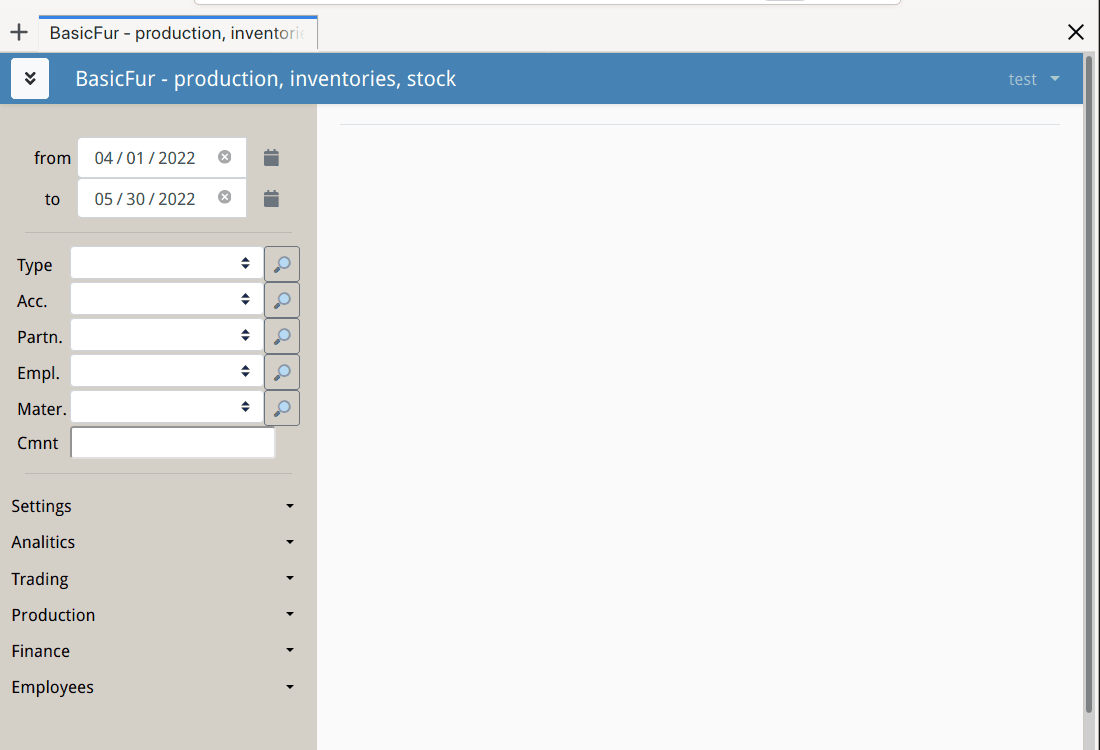 BasicFur - production, inventori
BasicFur - production, inventories, stock
test
from 04/01/2022
to 05/30/2022
Type
Acc.
Partn.
Empl.
Mater.
Cmnt
Settings
Analitics
Trading
Production
Finance
Employees